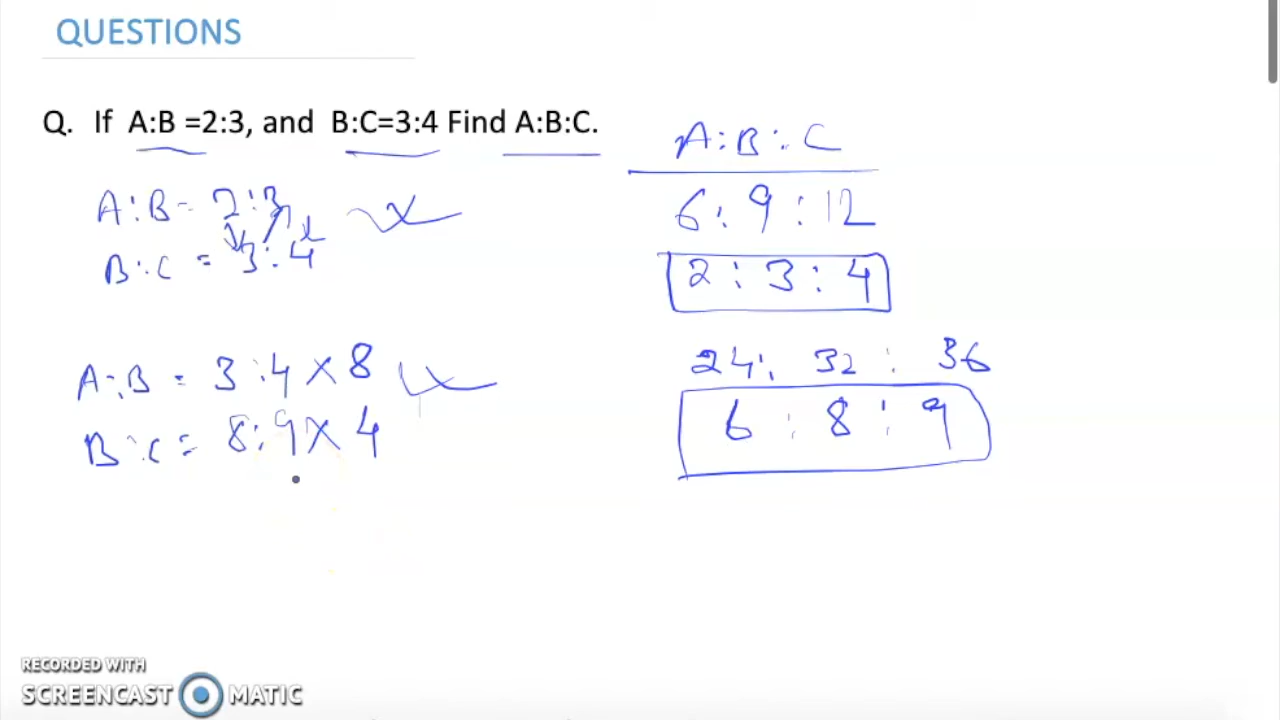 QUESTIONS
Q. If A:B =2:3, and B:C=3:4 Find A:B:C.
A:B:C
A:B = 2:3
6:9:12
B:C = 3:4
2:3:4
24: 32 : 36
A:B = 3:4 × 8
6:8:9
B:C = 8:9 × 4
RECORDED WITH
SCREENCAST MATIC